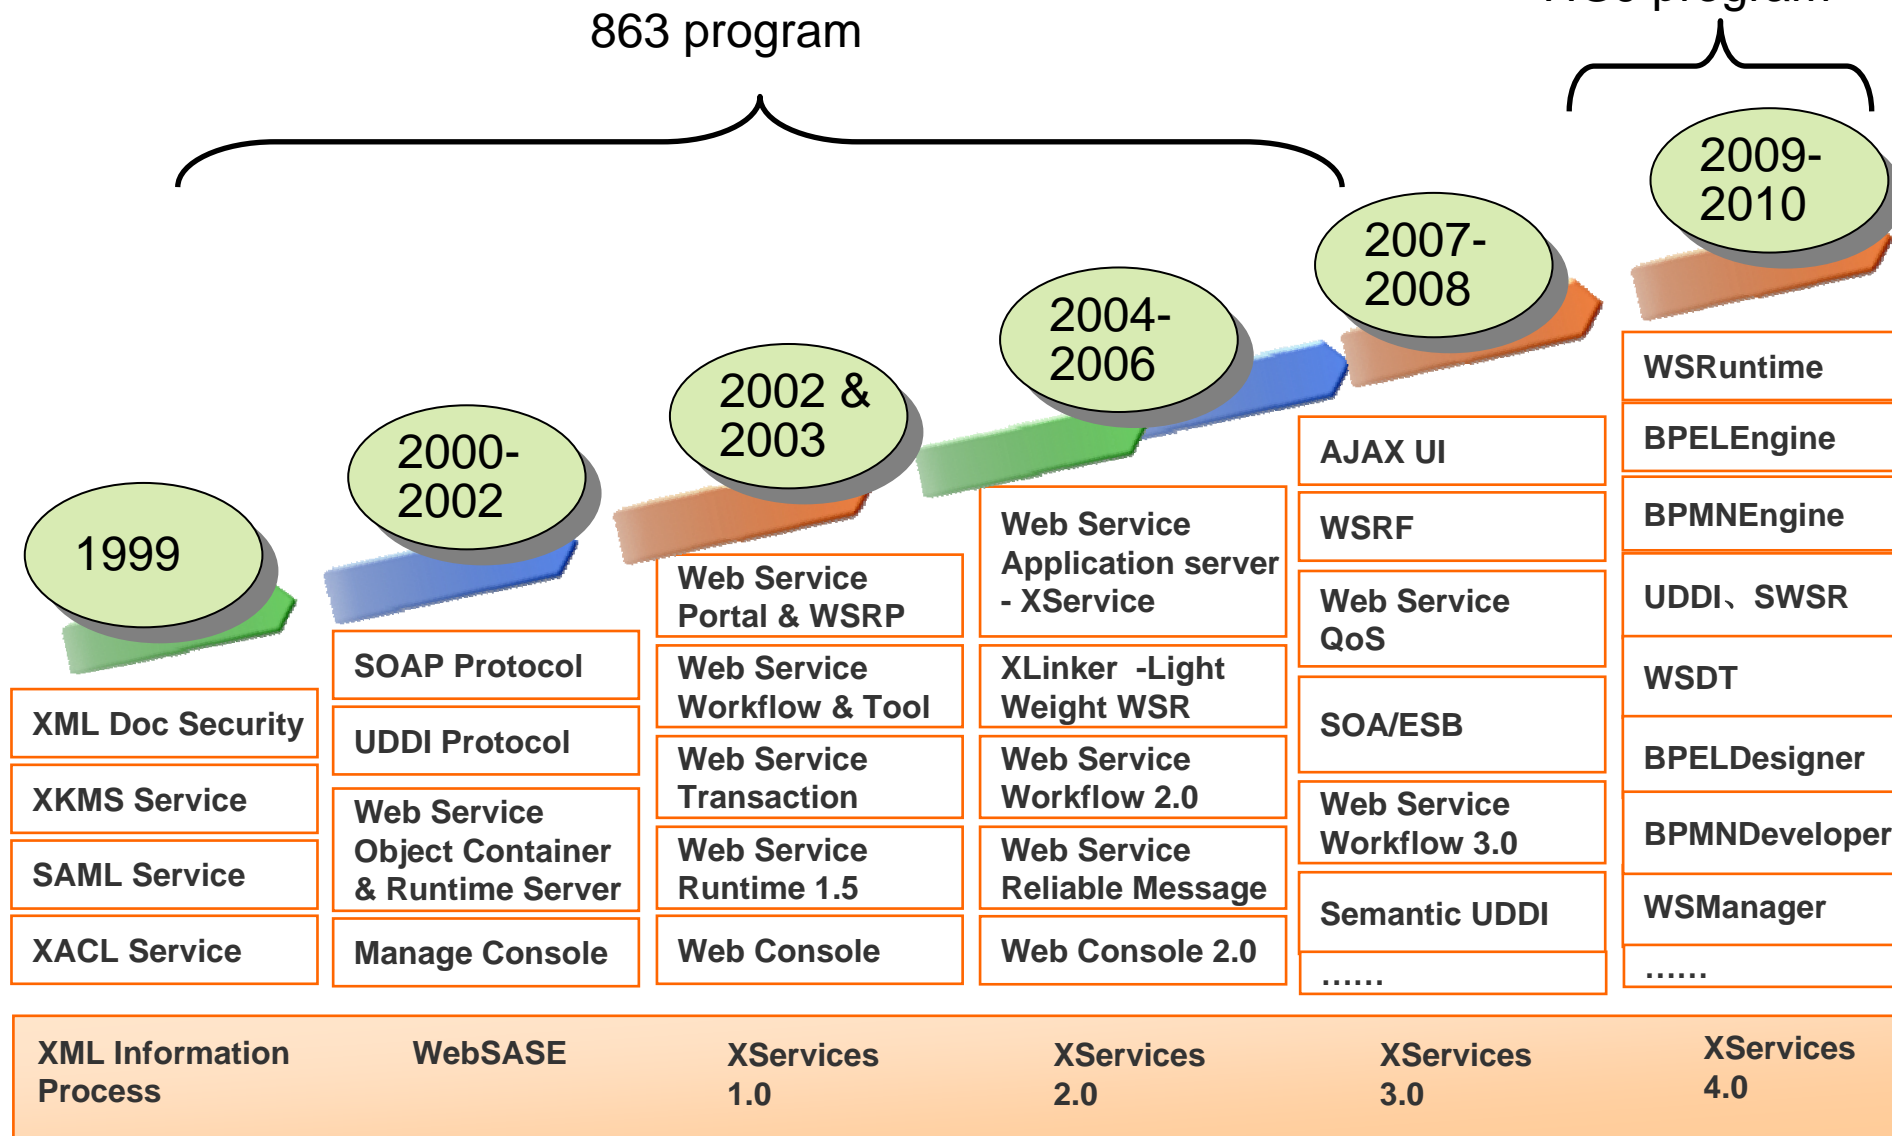 863 program
program
1999
2000-
2002
2002 &
2003
2004-
2006
2007-
2008
2009-
2010
XML Doc Security
XKMS Service
SAML Service
XACL Service
SOAP Protocol
UDDI Protocol
Web Service
Object Container
& Runtime Server
Manage Console
Web Service
Portal & WSRP
Web Service
Workflow & Tool
Web Service
Transaction
Web Service
Runtime 1.5
Web Console
Web Service
Application server
- XService
XLinker -Light
Weight WSR
Web Service
Workflow 2.0
Web Service
Reliable Message
Web Console 2.0
AJAX UI
WSRF
Web Service
QoS
SOA/ESB
Web Service
Workflow 3.0
Semantic UDDI
......
WSRuntime
BPELEngine
BPMNEngine
UDDI、SWSR
WSDT
BPELDesigner
BPMNDeveloper
WSManager
......
XML Information
Process
WebSASE
XServices
1.0
XServices
2.0
XServices
3.0
XServices
4.0